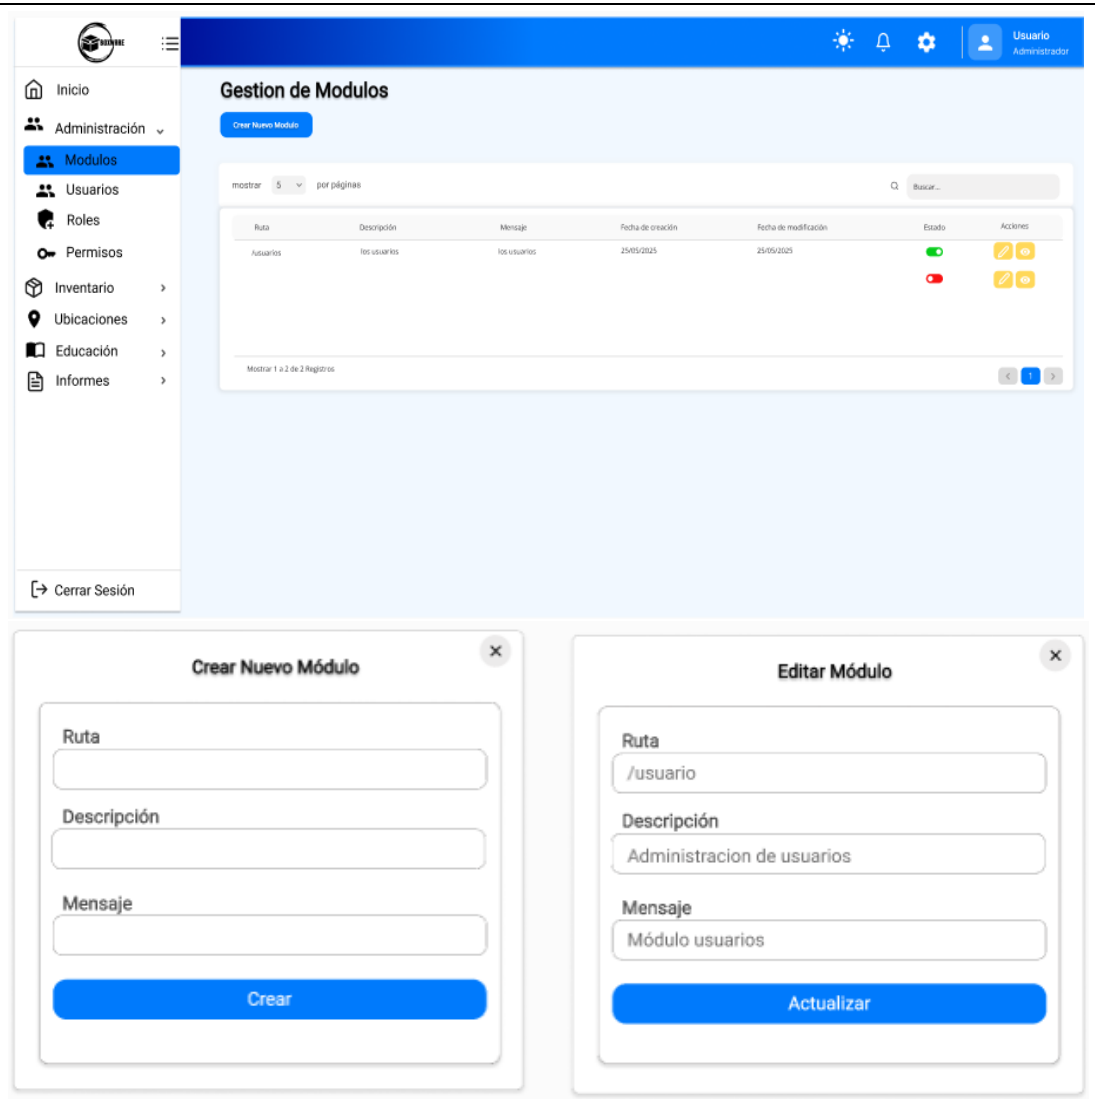 BOXWARE
Usuario
Administrador
Inicio
Administración
Modulos
Usuarios
Roles
Permisos
Inventario
Ubicaciones
Educación
Informes
Cerrar Sesión
Gestion de Modulos
Crear Nuevo Modulo
mostrar 5 por páginas
Buscar...
Ruta Descripción Mensaje Fecha de creación Fecha de modificación Estado Acciones
/usuarios los usuarios los usuarios 25/05/2025 25/05/2025
Mostrar 1 a 2 de 2 Registros
< 1 >
Crear Nuevo Módulo
Ruta
Descripción
Mensaje
Crear
Editar Módulo
Ruta
/usuario
Descripción
Administracion de usuarios
Mensaje
Módulo usuarios
Actualizar